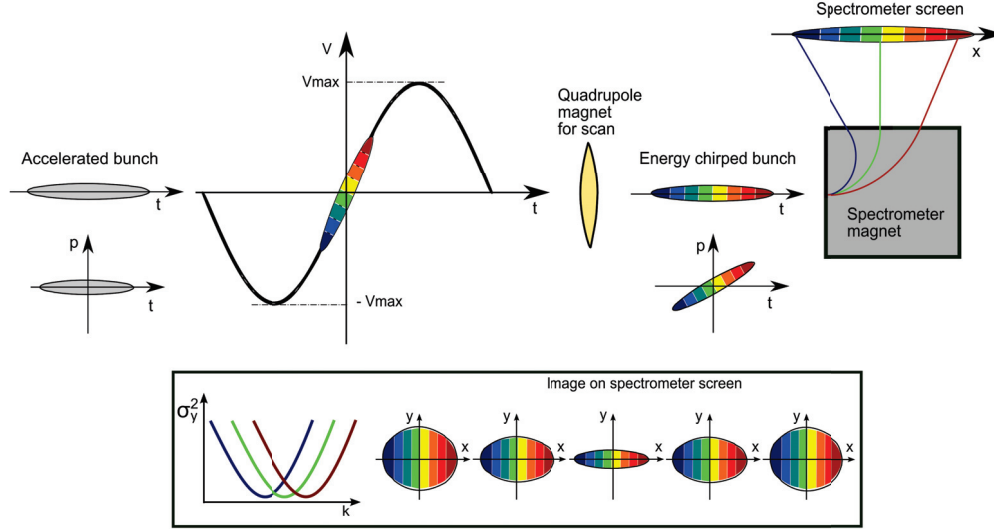 Spectrometer screen
x
V
Vmax
Quadrupole
magnet
for scan
Accelerated bunch
t
t
Energy chirped bunch
t
Spectrometer
magnet
p
t
- Vmax
p
t
Image on spectrometer screen
σy²
k
y
x
y
x
y
x
y
x
y
x